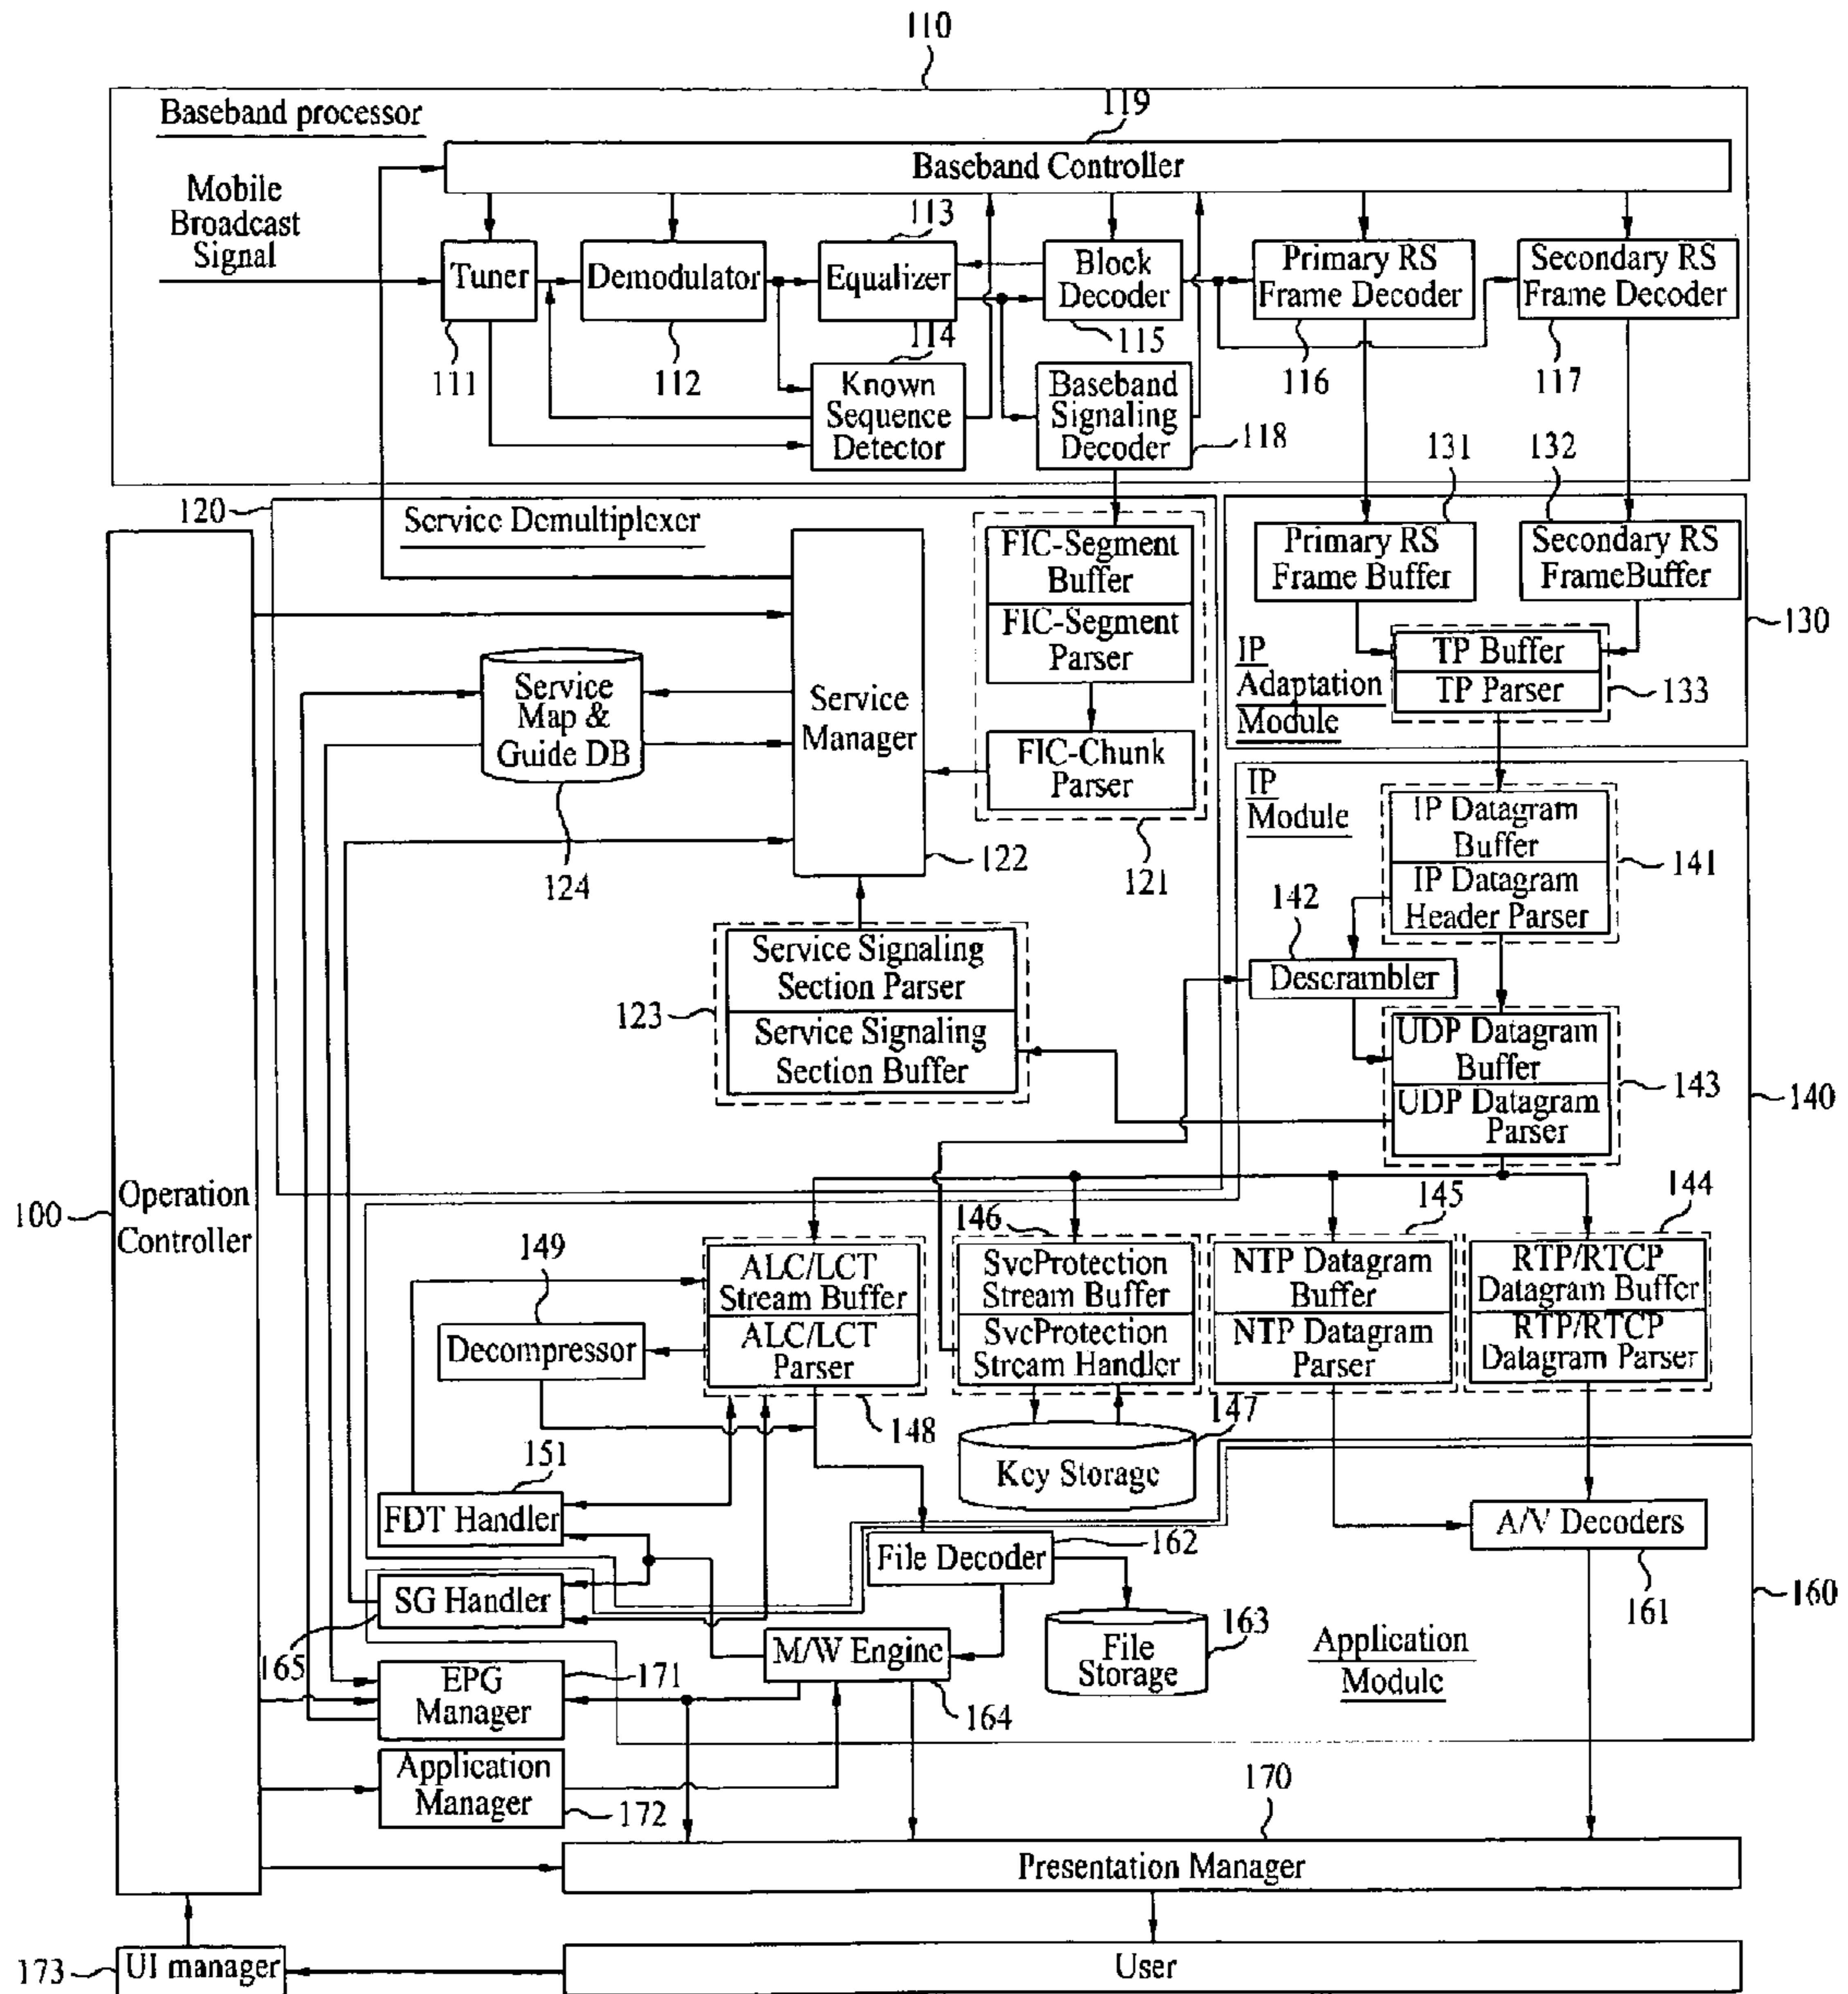 110
Baseband processor
119
Baseband Controller
Mobile
Broadcast
Signal
113
Tuner
Demodulator
Equalizer
Block
Decoder
Primary RS
Frame Decoder
Secondary RS
Frame Decoder
111
112
114
115
116
117
Known
Sequence
Detector
Baseband
Signaling
Decoder
118
131
132
120
Service Demultiplexer
FIC-Segment
Buffer
FIC-Segment
Parser
Primary RS
Frame Buffer
Secondary RS
FrameBuffer
130
IP
Adaptation
Module
TP Buffer
TP Parser
133
Service
Map &
Guide DB
124
Service
Manager
122
FIC-Chunk
Parser
121
IP
Module
IP Datagram
Buffer
IP Datagram
Header Parser
141
142
Descrambler
123
Service Signaling
Section Parser
Service Signaling
Section Buffer
UDP Datagram
Buffer
UDP Datagram
Parser
143
140
100
Operation
Controller
149
146
145
144
ALC/LCT
Stream Buffer
ALC/LCT
Parser
SvcProtection
Stream Buffer
SvcProtection
Stream Handler
NTP Datagram
Buffer
NTP Datagram
Parser
RTP/RTCP
Datagram Buffer
RTP/RTCP
Datagram Parser
Decompressor
148
147
Key Storage
151
FDT Handler
File Decoder
162
A/V Decoders
161
160
SG Handler
165
M/W Engine
164
File
Storage
163
Application
Module
EPG
Manager
171
Application
Manager
172
170
Presentation Manager
173
UI manager
User